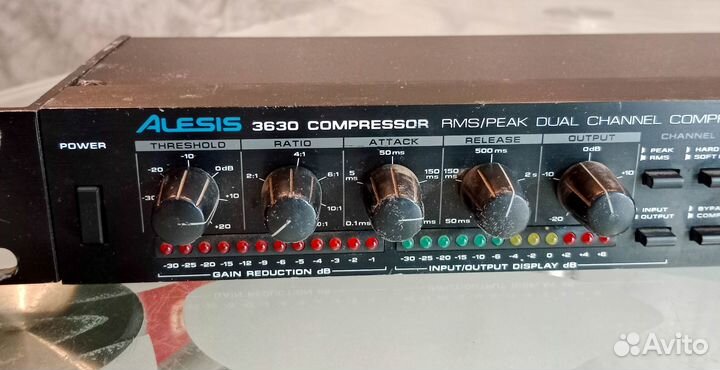 ALESIS 3630 COMPRESSOR RMS/PEAK DUAL CHANNEL COMPR
POWER
THRESHOLD RATIO ATTACK RELEASE OUTPUT CHANNEL
-10 4:1 50 ms 500 ms 0dB
PEAK HARD
RMS SOFT
-20 0dB 2:1 6:1 5 ms 150 ms 150 ms 2 s -10 +10
10:1
+20 0.1ms 50 ms -20
INPUT BYPA
OUTPUT COMP
-30 -25 -20 -15 -12 -9 -6 -5 -4 -3 -2 -1
-30 -25 -20 -15 -10 -6 -4 -2 0 +2 +4 +6
GAIN REDUCTION dB INPUT/OUTPUT DISPLAY dB
Avito